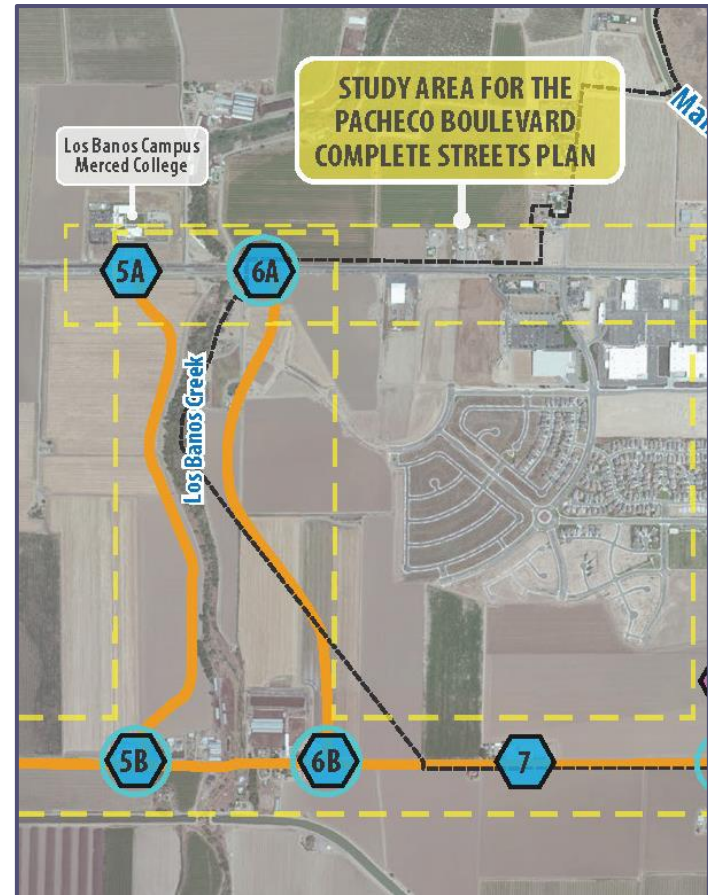 STUDY AREA FOR THE
PACHECO BOULEVARD
COMPLETE STREETS PLAN
Los Banos Campus
Merced College
5A
6A
Los Banos Creek
5B
6B
7